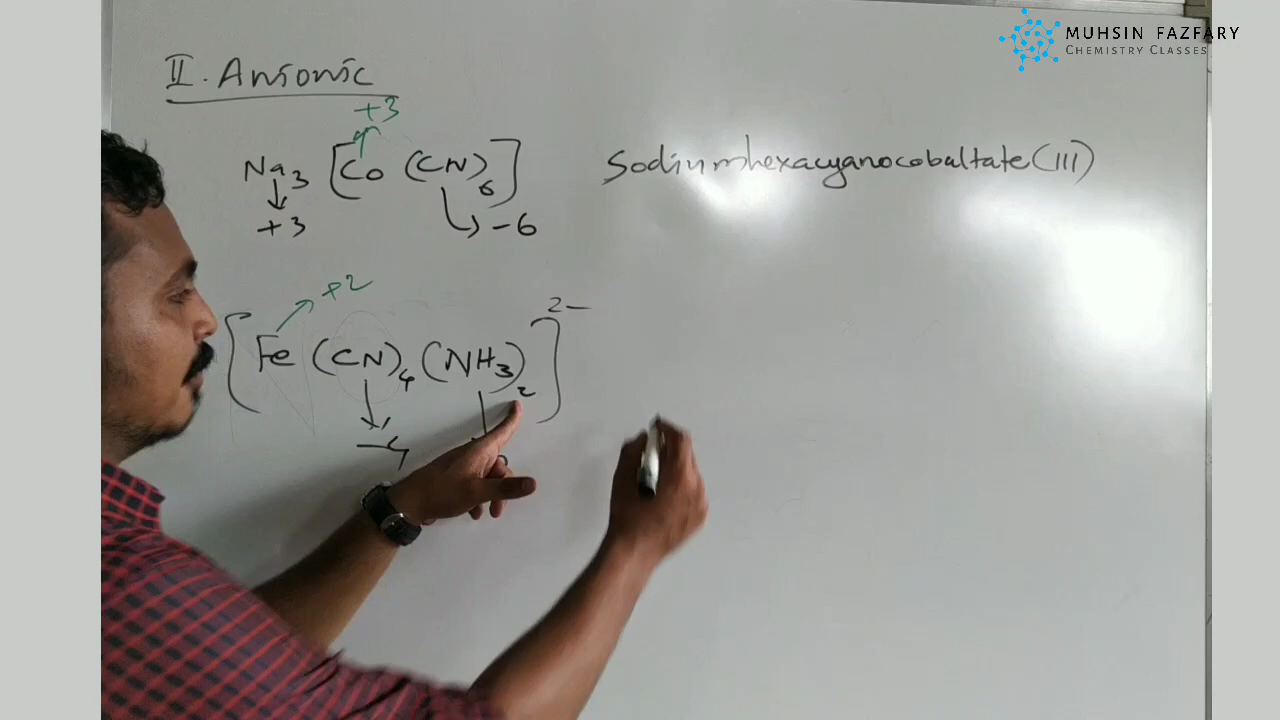 MUHSIN FAZFARY
CHEMISTRY CLASSES
II. Anionic
+3
Na3 [Co (CN)6] Sodiumhexacyanocobaltate(III)
+3 -6
+2
[Fe (CN)4 (NH3)2]2-
-4